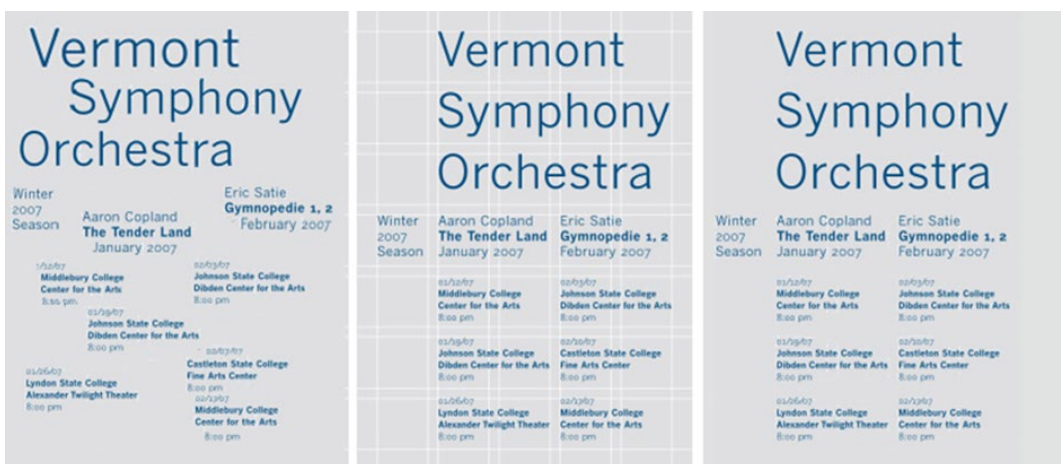 Vermont
Symphony
Orchestra
Winter
2007
Season
Aaron Copland
The Tender Land
January 2007
Eric Satie
Gymnopedie 1, 2
February 2007
1/12/07
Middlebury College
Center for the Arts
8:00 pm
02/03/07
Johnson State College
Dibden Center for the Arts
8:00 pm
01/19/07
Johnson State College
Dibden Center for the Arts
8:00 pm
Castleton State College
Fine Arts Center
8:00 pm
01/26/07
Lyndon State College
Alexander Twilight Theater
8:00 pm
02/17/07
Middlebury College
Center for the Arts
8:00 pm
Vermont
Symphony
Orchestra
Winter
2007
Season
Aaron Copland
The Tender Land
January 2007
Eric Satie
Gymnopedie 1, 2
February 2007
01/12/07
Middlebury College
Center for the Arts
8:00 pm
02/03/07
Johnson State College
Dibden Center for the Arts
8:00 pm
01/19/07
Johnson State College
Dibden Center for the Arts
8:00 pm
02/10/07
Castleton State College
Fine Arts Center
8:00 pm
01/26/07
Lyndon State College
Alexander Twilight Theater
8:00 pm
02/17/07
Middlebury College
Center for the Arts
8:00 pm
Vermont
Symphony
Orchestra
Winter
2007
Season
Aaron Copland
The Tender Land
January 2007
Eric Satie
Gymnopedie 1, 2
February 2007
01/12/07
Middlebury College
Center for the Arts
8:00 pm
02/03/07
Johnson State College
Dibden Center for the Arts
8:00 pm
01/19/07
Johnson State College
Dibden Center for the Arts
8:00 pm
02/10/07
Castleton State College
Fine Arts Center
8:00 pm
01/26/07
Lyndon State College
Alexander Twilight Theater
8:00 pm
02/17/07
Middlebury College
Center for the Arts
8:00 pm